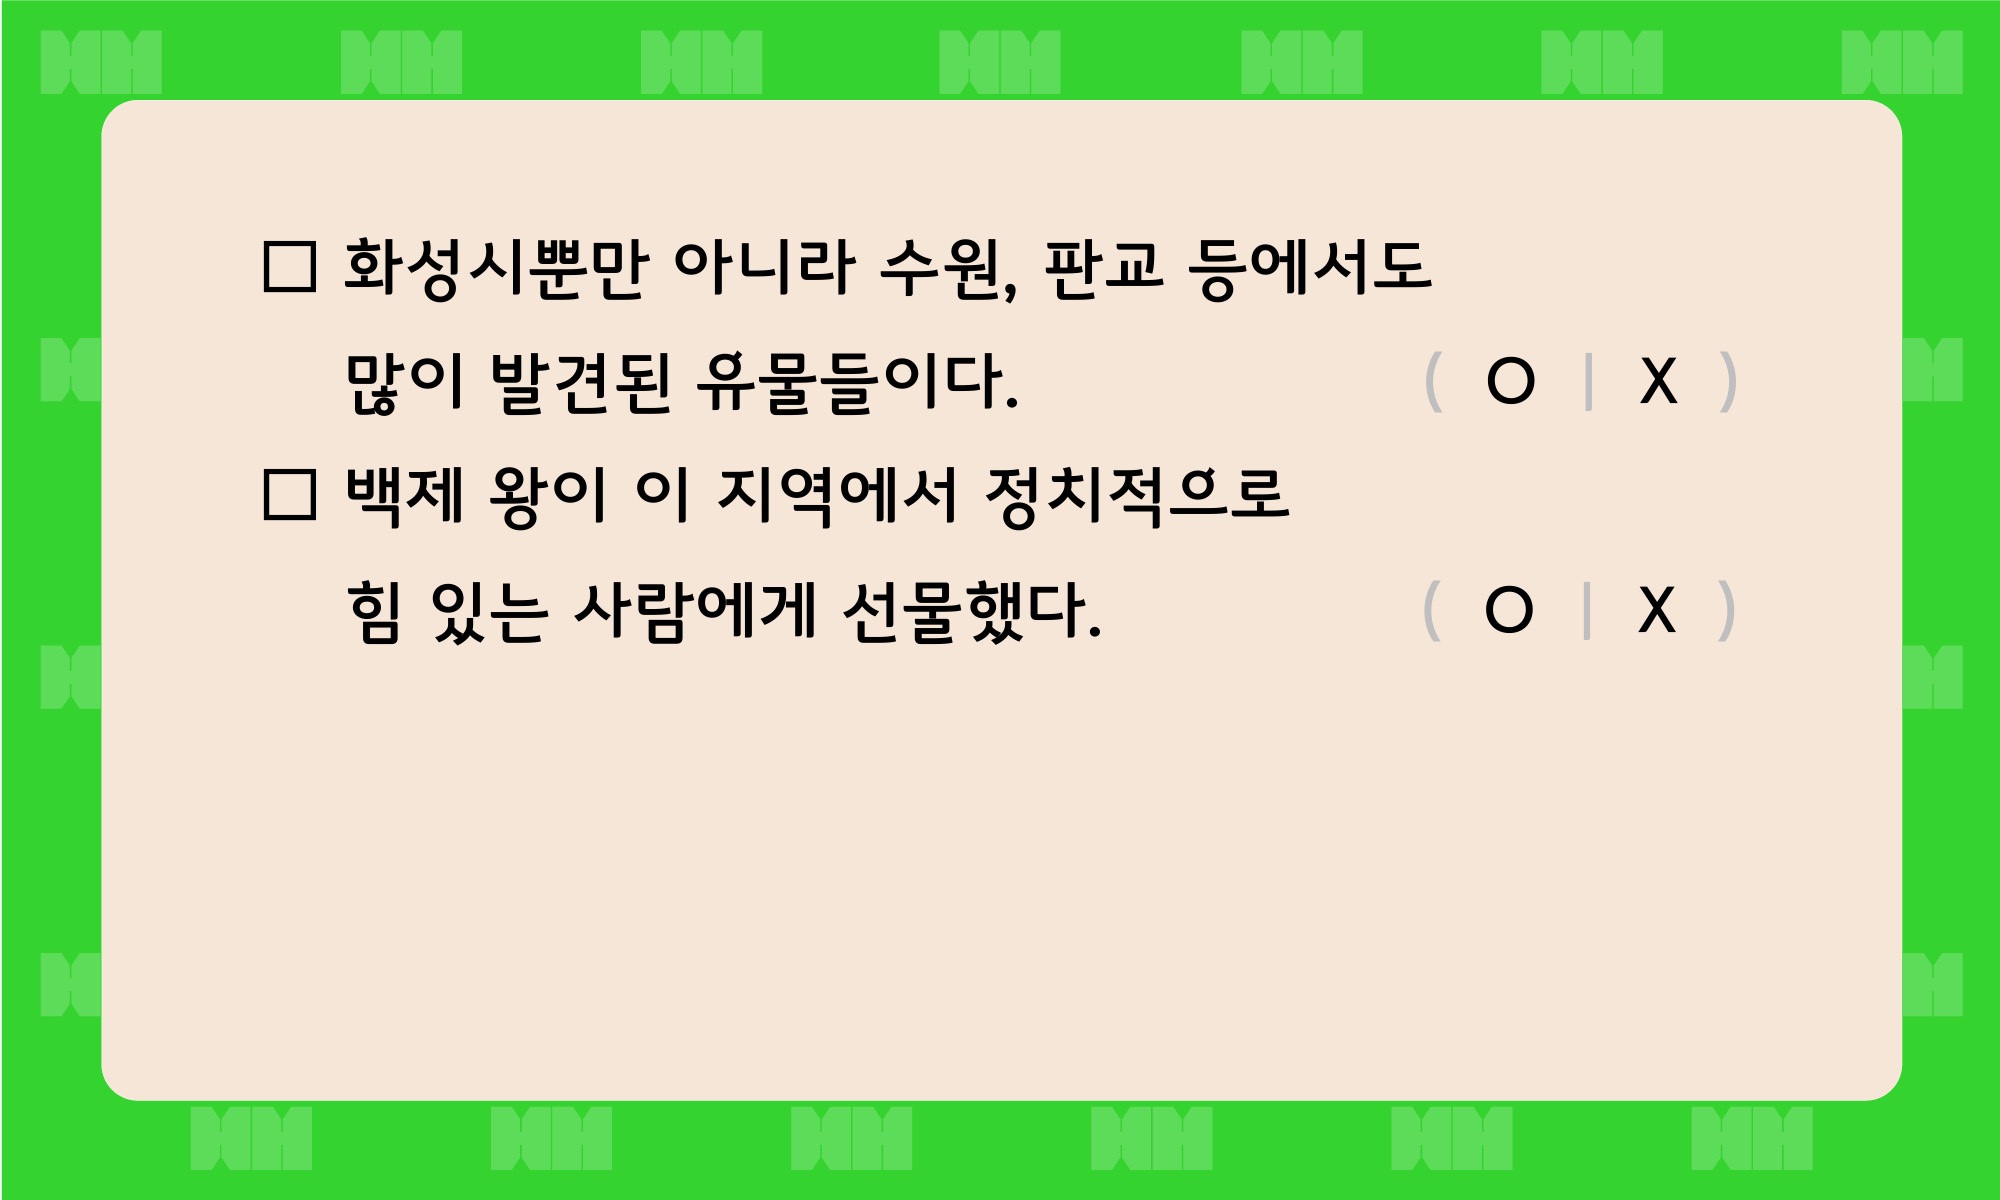 □ 화성시뿐만 아니라 수원, 판교 등에서도
많이 발견된 유물들이다. ( O | X )
□ 백제 왕이 이 지역에서 정치적으로
힘 있는 사람에게 선물했다. ( O | X )